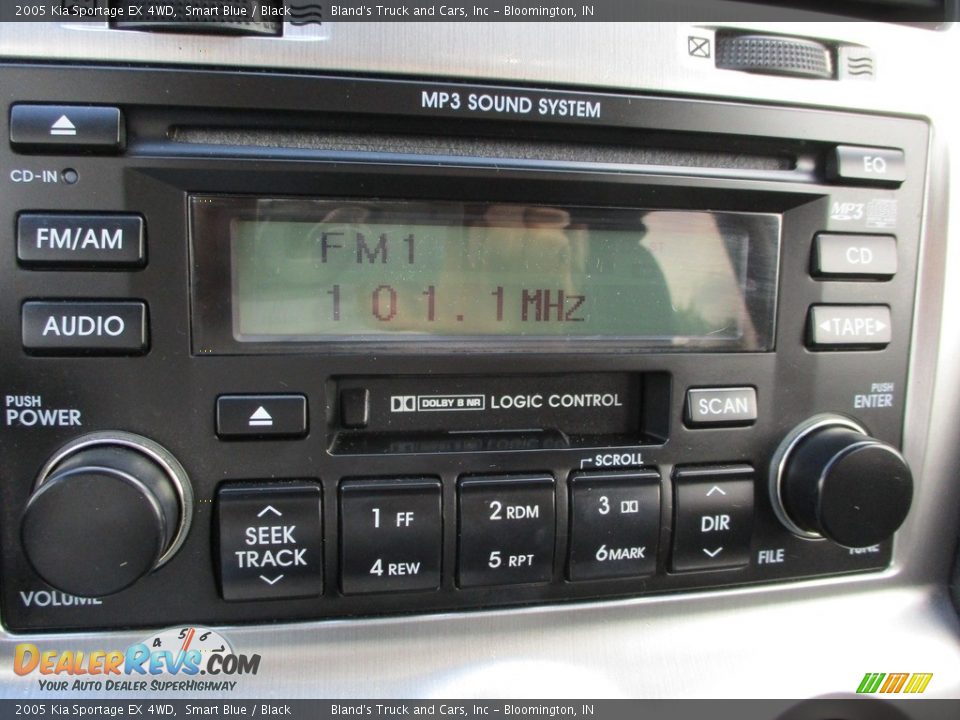 2005 Kia Sportage EX 4WD, Smart Blue / Black Bland's Truck and Cars, Inc - Bloomington, IN
MP3 SOUND SYSTEM
CD-IN
EQ
FM/AM
FM1
MP3
CD
AUDIO
101.1MHz
TAPE
PUSH
POWER
DOLBY B NR LOGIC CONTROL
SCAN
PUSH
ENTER
SCROLL
SEEK
TRACK
1 FF
4 REW
2 RDM
5 RPT
3
6 MARK
DIR
FILE
TUNE
VOLUME
4 5 6
DealerRevs.com
Your Auto Dealer SuperHighway
2005 Kia Sportage EX 4WD, Smart Blue / Black Bland's Truck and Cars, Inc - Bloomington, IN